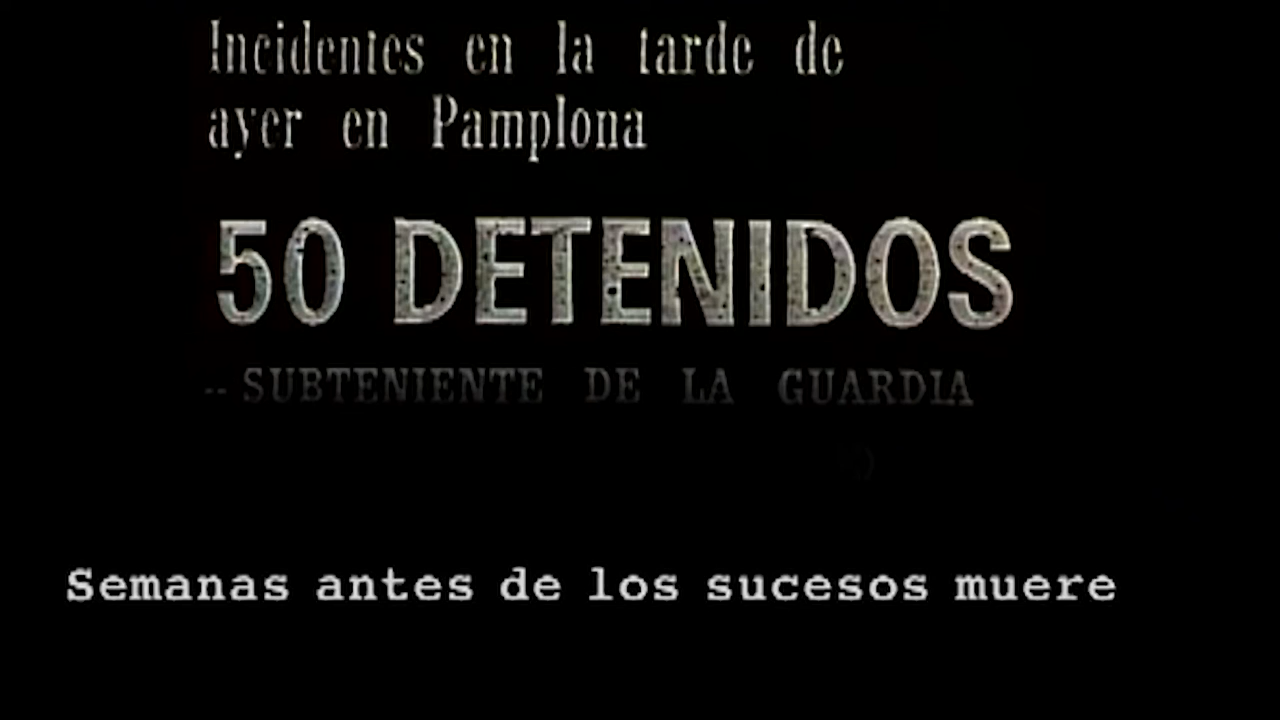 Incidentes en la tarde de
ayer en Pamplona
50 DETENIDOS
-- SUBTENIENTE DE LA GUARDIA
Semanas antes de los sucesos muere